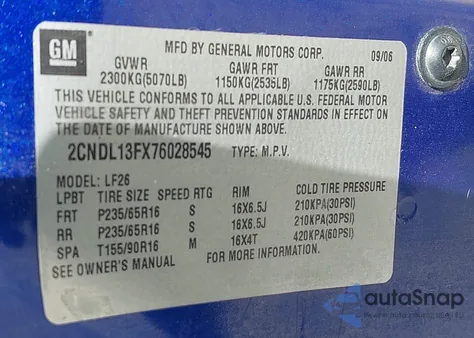 GM
MFD BY GENERAL MOTORS CORP. 09/06
GVWR GAWR FRT GAWR RR
2300KG(5070LB) 1150KG(2535LB) 1175KG(2590LB)
THIS VEHICLE CONFORMS TO ALL APPLICABLE U.S. FEDERAL MOTOR
VEHICLE SAFETY AND THEFT PREVENTION STANDARDS IN EFFECT ON
THE DATE OF MANUFACTURE SHOWN ABOVE.
2CNDL13FX76028545 TYPE: M.P.V.
MODEL: LF26
LPBT TIRE SIZE SPEED RTG RIM COLD TIRE PRESSURE
FRT P235/65R16 S 16X6.5J 210KPA(30PSI)
RR P235/65R16 S 16X6.5J 210KPA(30PSI)
SPA T155/90R16 M 16X4T 420KPA(60PSI)
SEE OWNER'S MANUAL FOR MORE INFORMATION.
autoSnap
www.autosnap.us